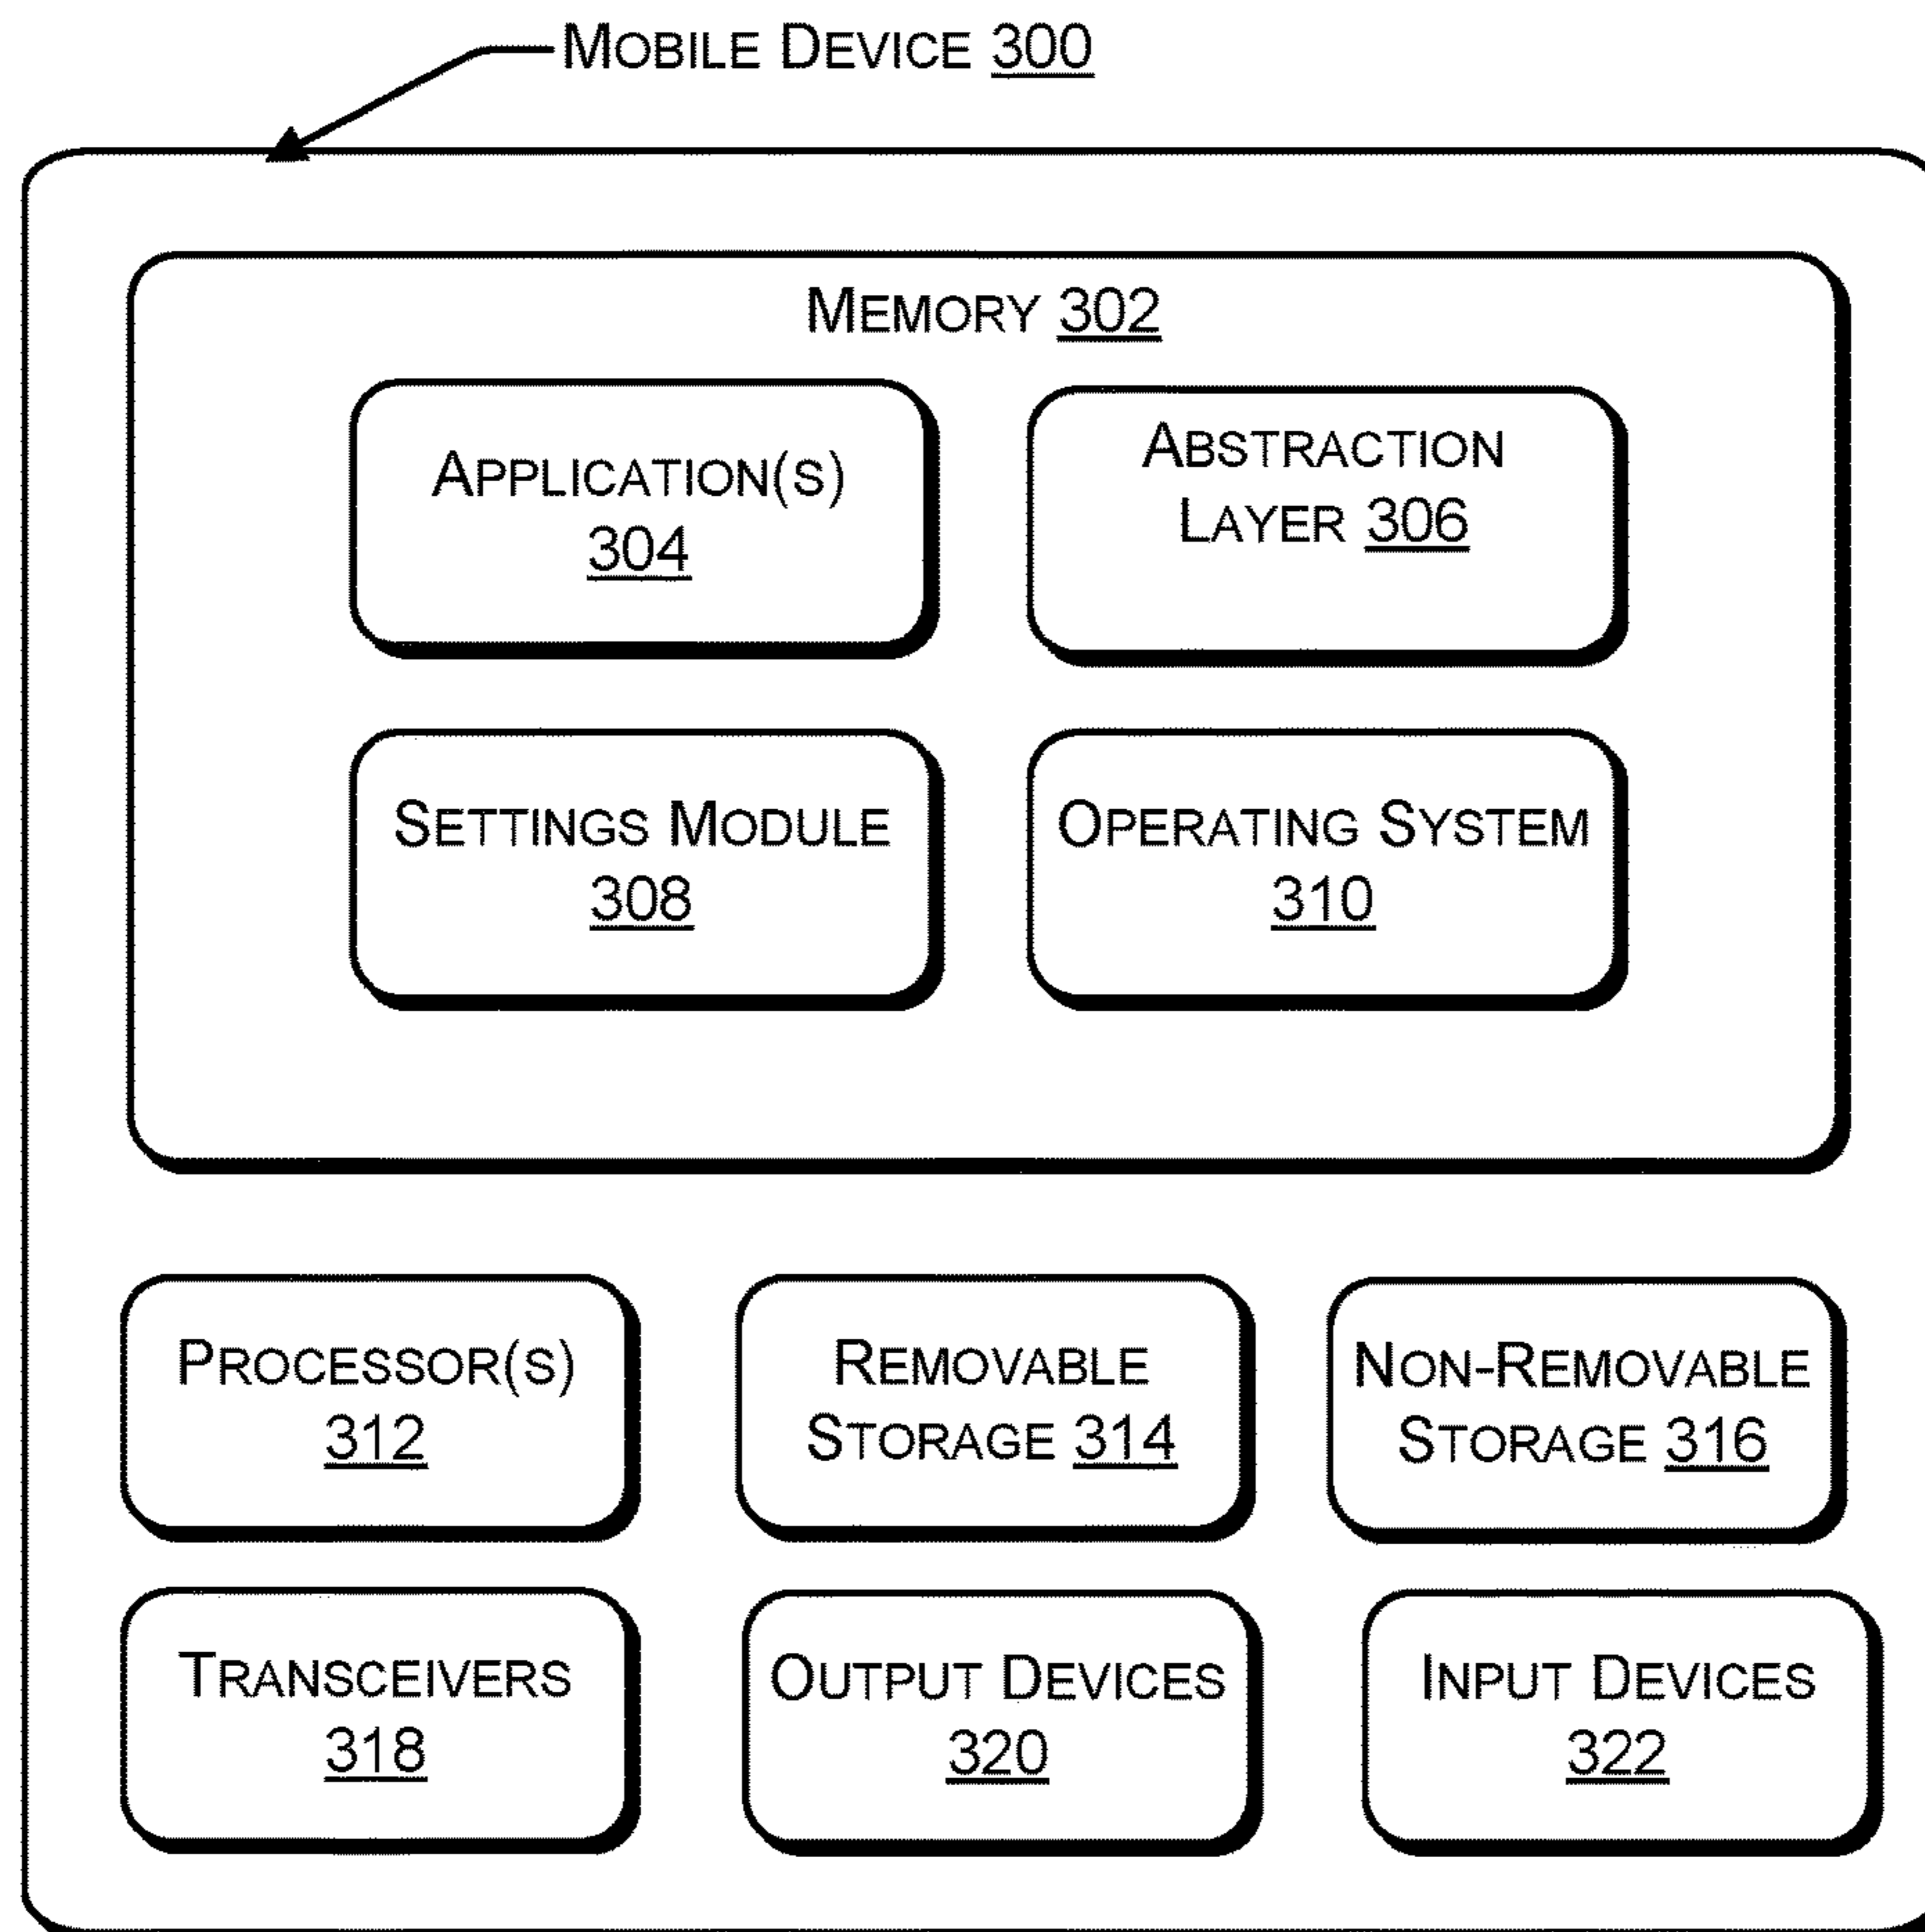 MOBILE DEVICE 300
MEMORY 302
APPLICATION(S)
304
ABSTRACTION
LAYER 306
SETTINGS MODULE
308
OPERATING SYSTEM
310
PROCESSOR(S)
312
REMOVABLE
STORAGE 314
NON-REMOVABLE
STORAGE 316
TRANSCEIVERS
318
OUTPUT DEVICES
320
INPUT DEVICES
322